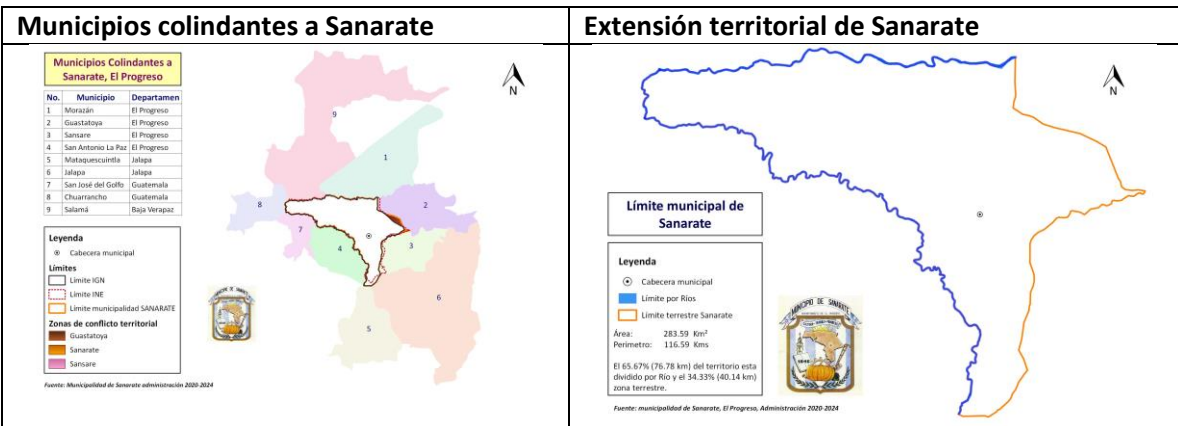 Municipios colindantes a Sanarate
Municipios Colindantes a
Sanarate, El Progreso
No. Municipio Departamen
1 Morazán El Progreso
2 Guastatoya El Progreso
3 Sansare El Progreso
4 San Antonio La Paz El Progreso
5 Mataquescuintla Jalapa
6 Jalapa Jalapa
7 San José del Golfo Guatemala
8 Chuarrancho Guatemala
9 Salamá Baja Verapaz
Leyenda
Cabecera municipal
Límites
Límite IGN
Límite INE
Límite municipalidad SANARATE
Zonas de conflicto territorial
Guastatoya
Sanarate
Sansare
Fuente: Municipalidad de Sanarate administración 2020-2024
N
9
1
8
2
7
4
3
6
5
Extensión territorial de Sanarate
N
Límite municipal de
Sanarate
Leyenda
Cabecera municipal
Límite por Ríos
Límite terrestre Sanarate
Área: 283.59 Km²
Perimetro: 116.59 Kms
El 65.67% (76.78 km) del territorio esta
dividido por Río y el 34.33% (40.14 km)
zona terrestre.
MUNICIPIO DE SANARATE
Fuente: municipalidad de Sanarate, El Progreso, Administración 2020-2024